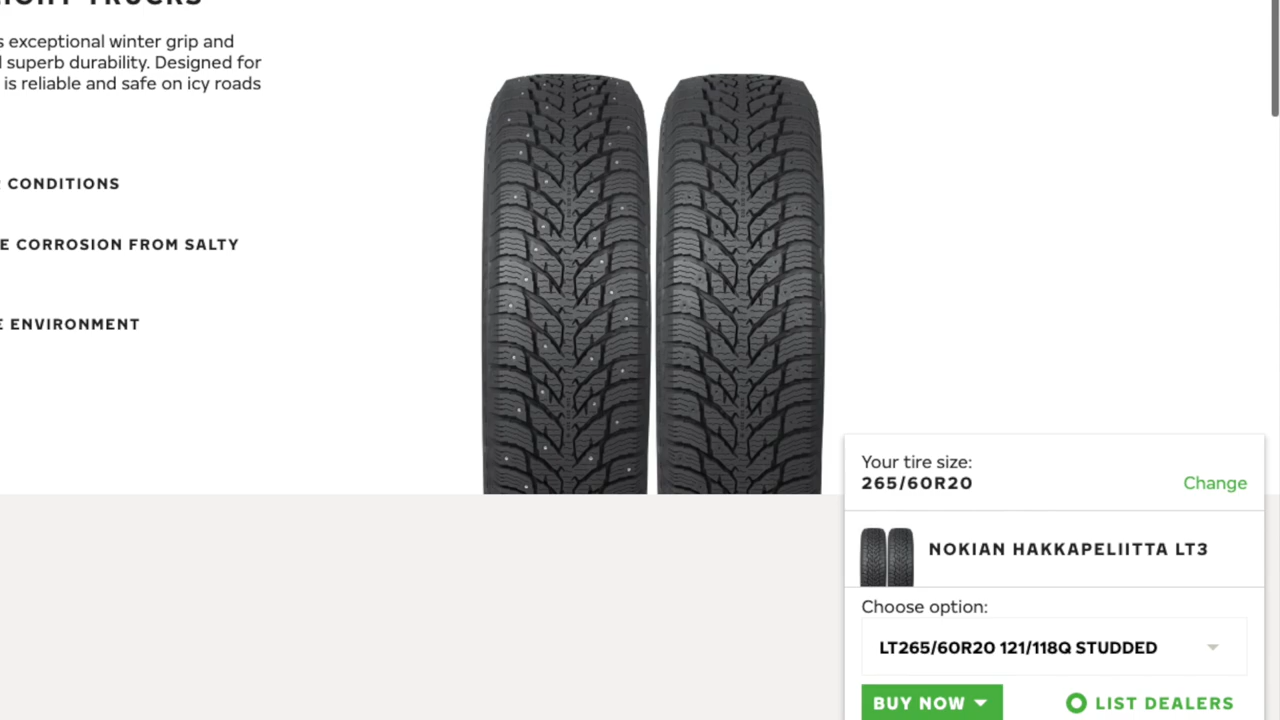 s exceptional winter grip and
superb durability. Designed for
is reliable and safe on icy roads
CONDITIONS
E CORROSION FROM SALTY
E ENVIRONMENT
Your tire size:
265/60R20
Change
NOKIAN HAKKAPELIITTA LT3
Choose option:
LT265/60R20 121/118Q STUDDED
BUY NOW
LIST DEALERS